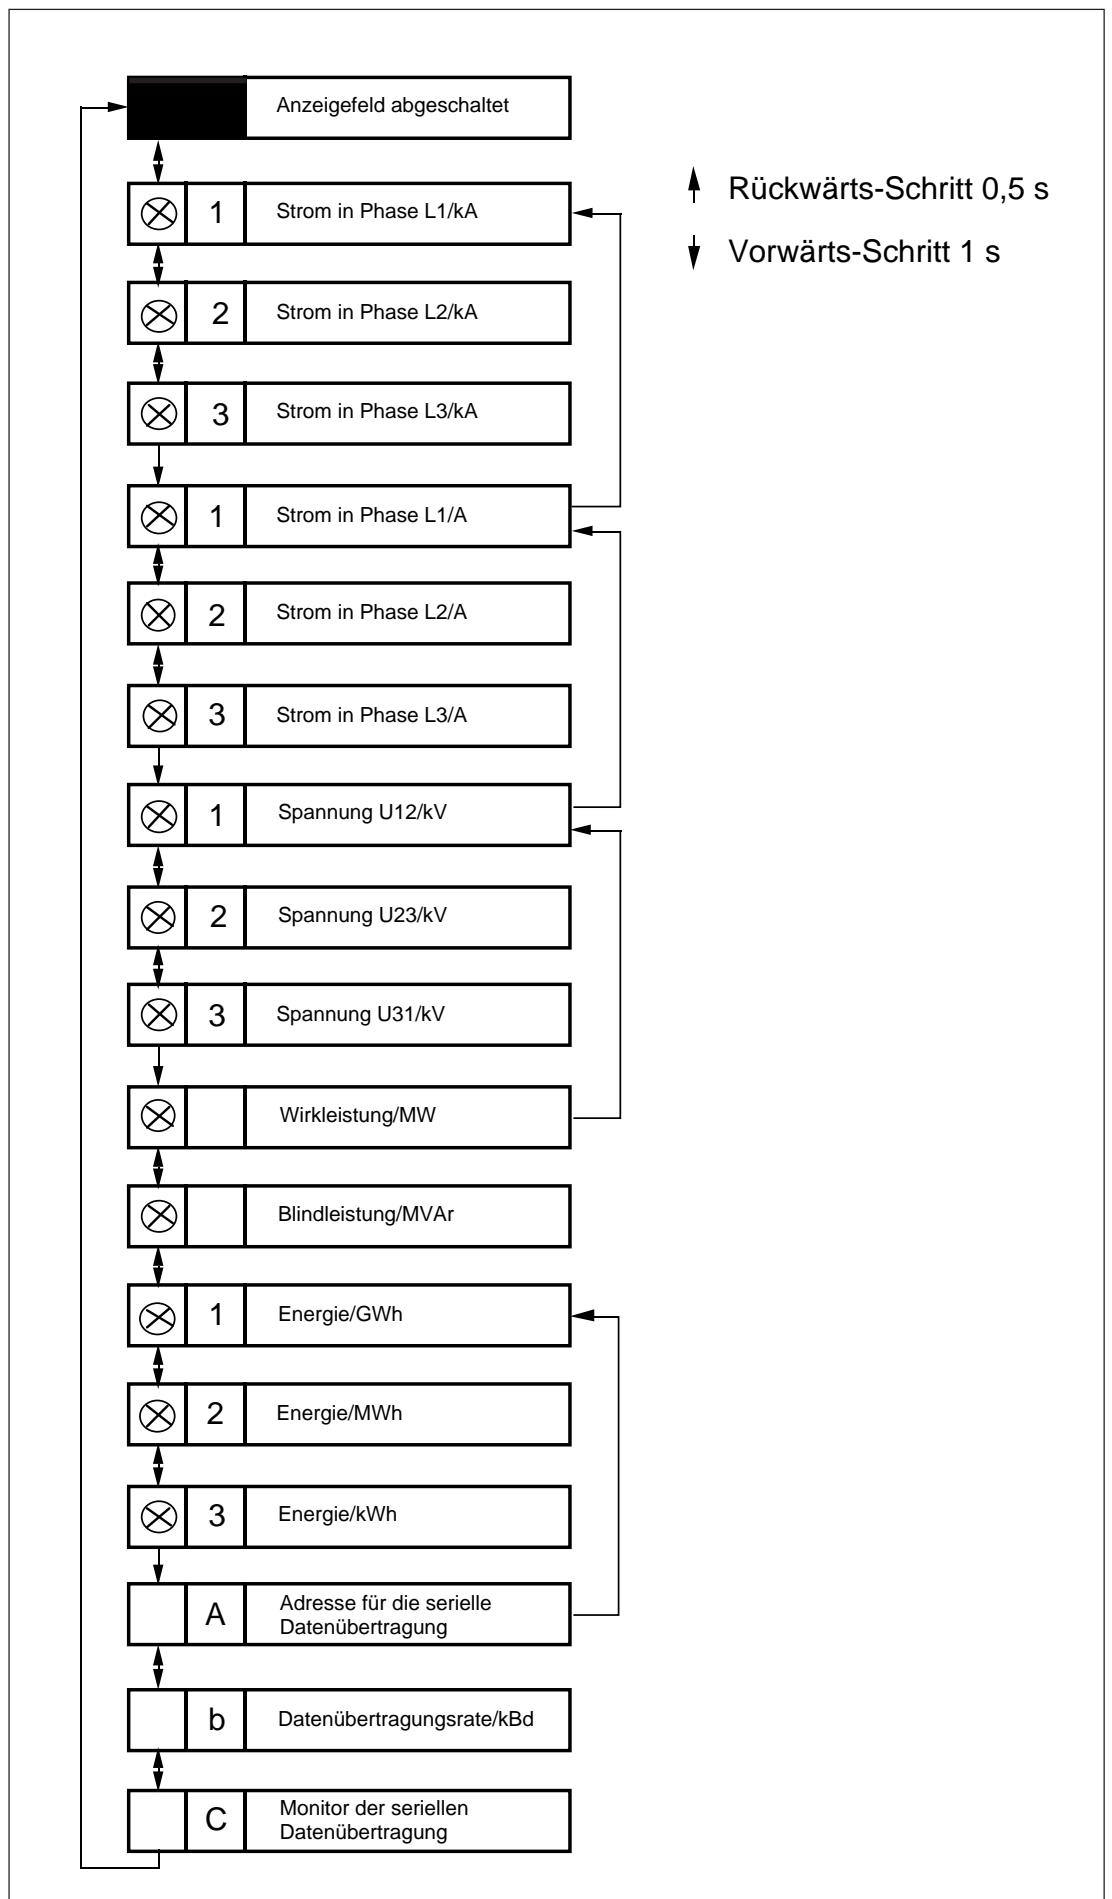 Anzeigefeld abgeschaltet
Rückwärts-Schritt 0,5 s
1 Strom in Phase L1/kA
Vorwärts-Schritt 1 s
2 Strom in Phase L2/kA
3 Strom in Phase L3/kA
1 Strom in Phase L1/A
2 Strom in Phase L2/A
3 Strom in Phase L3/A
1 Spannung U12/kV
2 Spannung U23/kV
3 Spannung U31/kV
Wirkleistung/MW
Blindleistung/MVAr
1 Energie/GWh
2 Energie/MWh
3 Energie/kWh
A Adresse für die serielle
Datenübertragung
b Datenübertragungsrate/kBd
C Monitor der seriellen
Datenübertragung